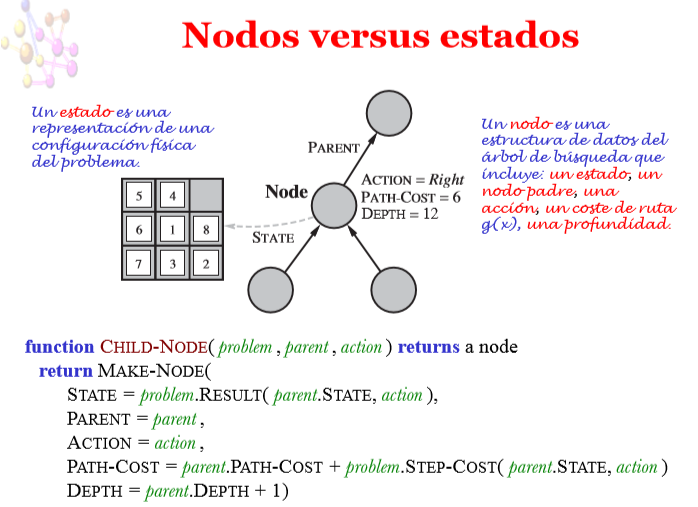 Nodos versus estados
Un estado es una
representación de una
configuración física
del problema.
5 4
6 1 8
7 3 2
PARENT
Node
ACTION = Right
PATH-COST = 6
DEPTH = 12
STATE
Un nodo es una
estructura de datos del
árbol de búsqueda que
incluye: un estado, un
nodo padre, una
acción, un coste de ruta
g(x), una profundidad.
function CHILD-NODE( problem , parent , action ) returns a node
return MAKE-NODE(
STATE = problem.RESULT( parent.STATE, action ),
PARENT = parent ,
ACTION = action ,
PATH-COST = parent.PATH-COST + problem.STEP-COST( parent.STATE, action )
DEPTH = parent.DEPTH + 1)